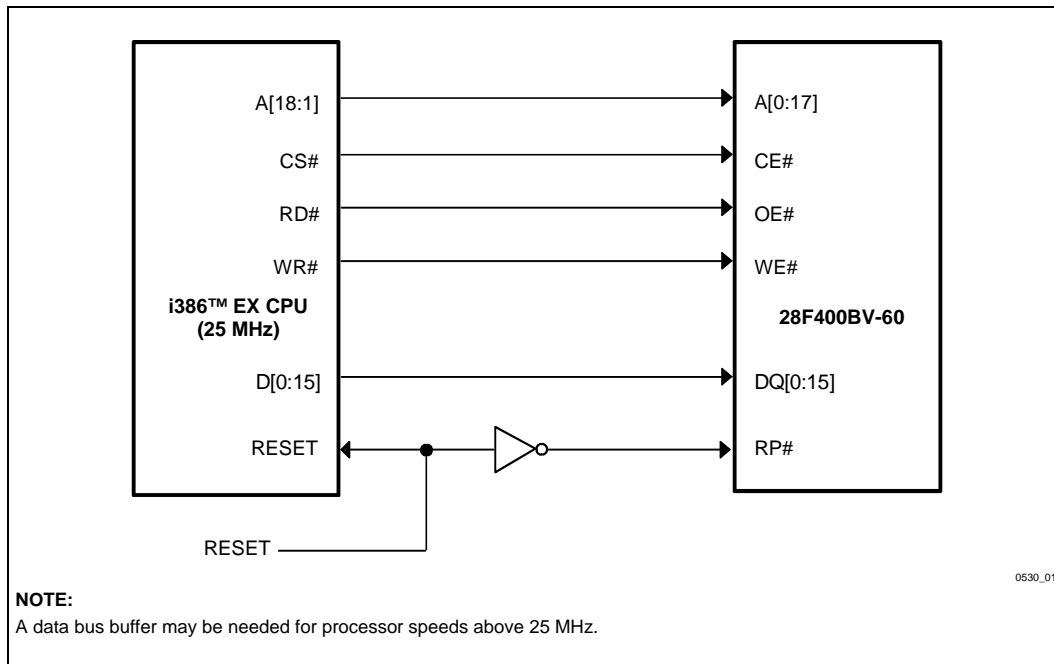 A[18:1] A[0:17]
CS# CE#
RD# OE#
WR# WE#
i386™ EX CPU
(25 MHz)
28F400BV-60
D[0:15] DQ[0:15]
RESET RP#
RESET
0530_01
NOTE:
A data bus buffer may be needed for processor speeds above 25 MHz.